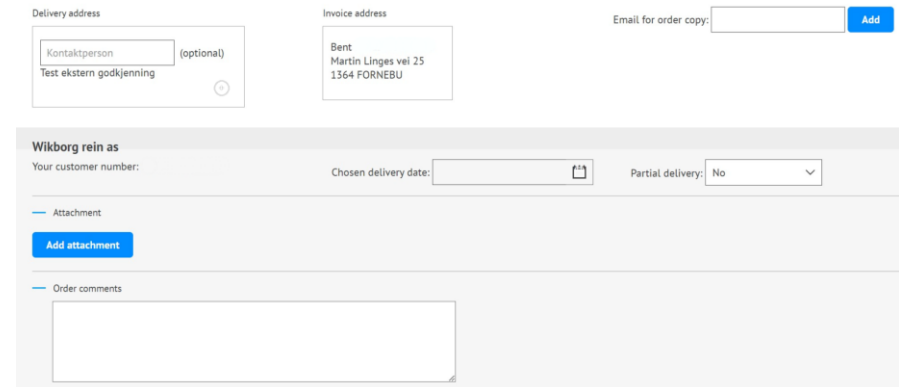 Delivery address
Kontaktperson (optional)
Test ekstern godkjenning
Invoice address
Bent
Martin Linges vei 25
1364 FORNEBU
Email for order copy: Add
Wikborg rein as
Your customer number:
Chosen delivery date:
Partial delivery: No
Attachment
Add attachment
Order comments